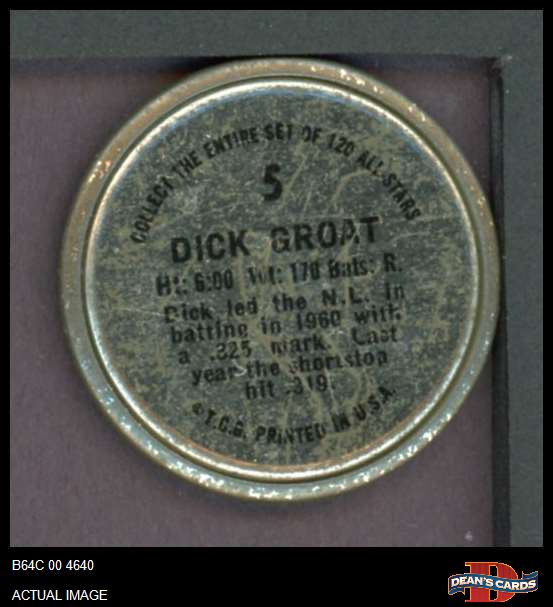 COLLECT THE ENTIRE SET OF 120 ALL-STARS
5
DICK GROAT
Ht: 6:00 Wt: 170 Bats: R.
Dick led the N.L. in
batting in 1960 with
a .325 mark. Last
year the shortstop
hit .319.
© T.C.G. PRINTED IN U.S.A.
B64C 00 4640
ACTUAL IMAGE
D
DEAN'S CARDS